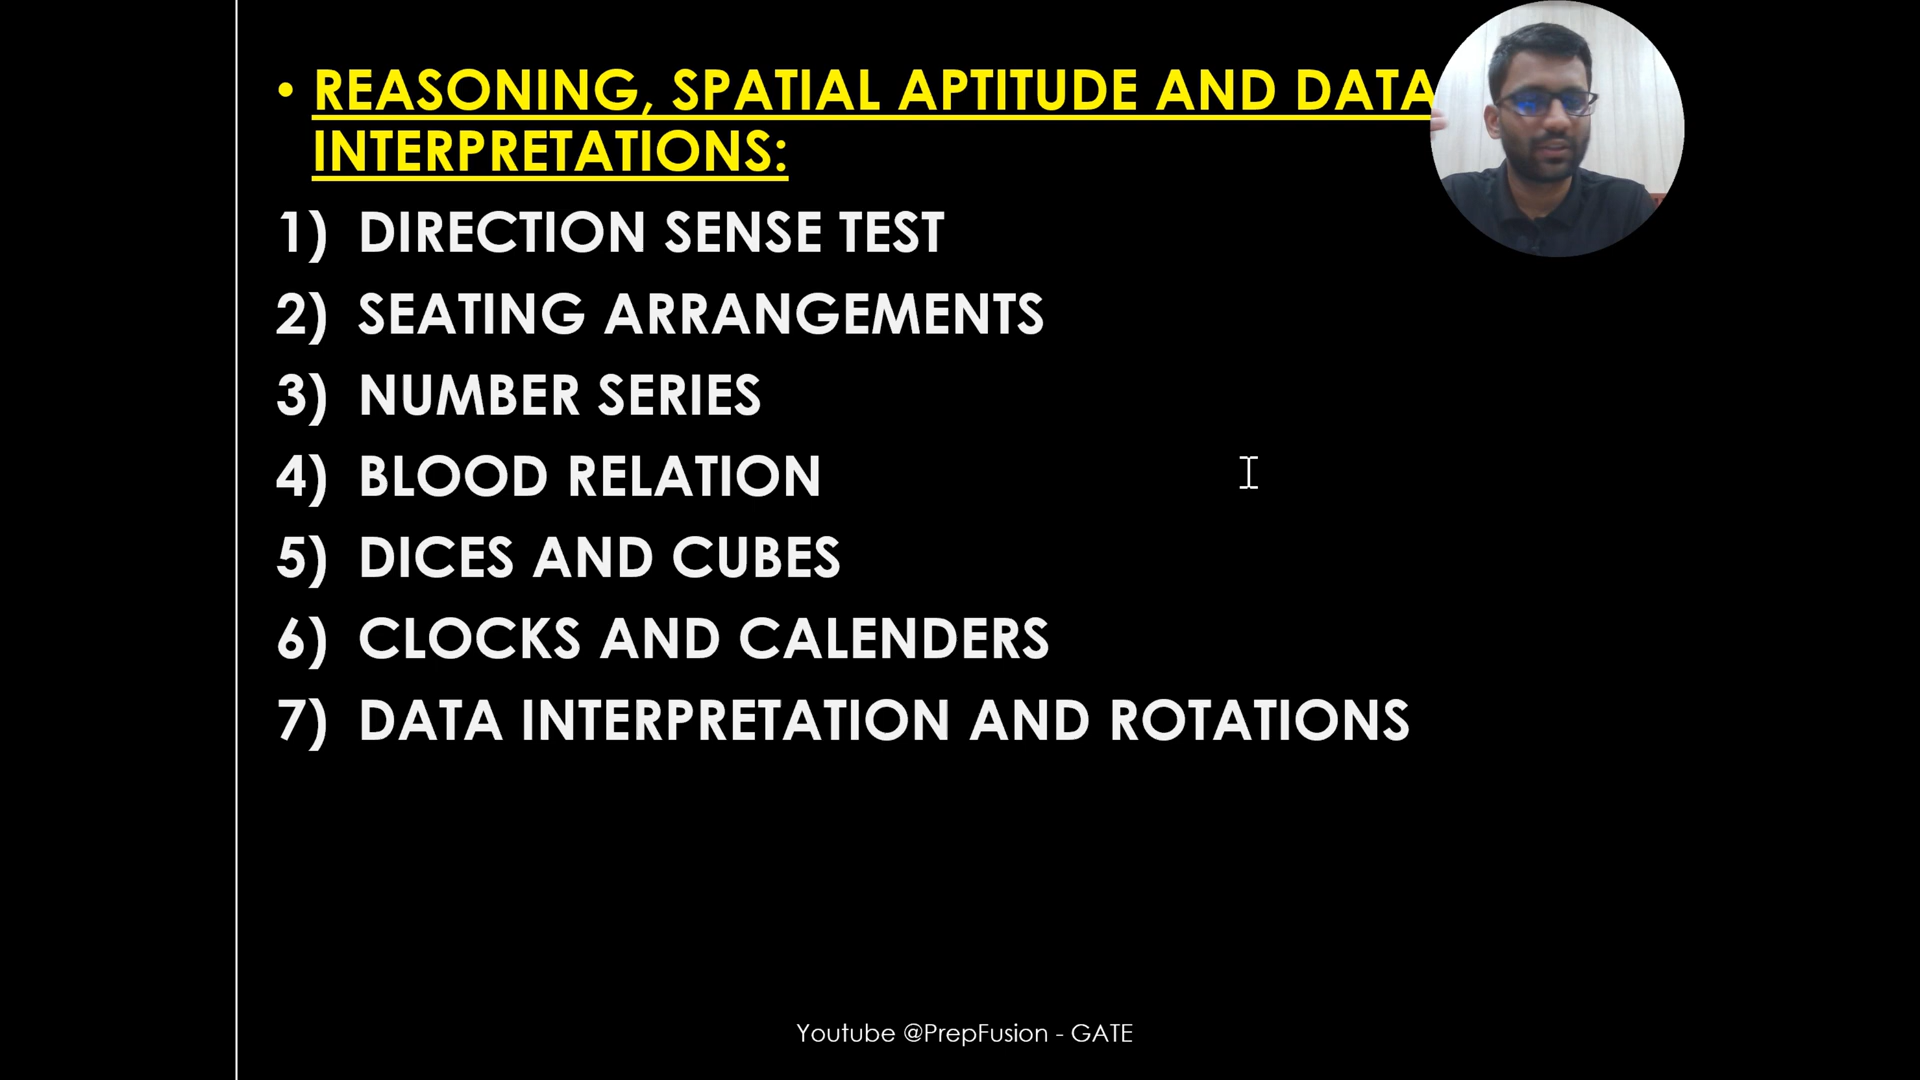 • REASONING, SPATIAL APTITUDE AND DATA
INTERPRETATIONS:
1) DIRECTION SENSE TEST
2) SEATING ARRANGEMENTS
3) NUMBER SERIES
4) BLOOD RELATION
5) DICES AND CUBES
6) CLOCKS AND CALENDERS
7) DATA INTERPRETATION AND ROTATIONS
Youtube @PrepFusion - GATE